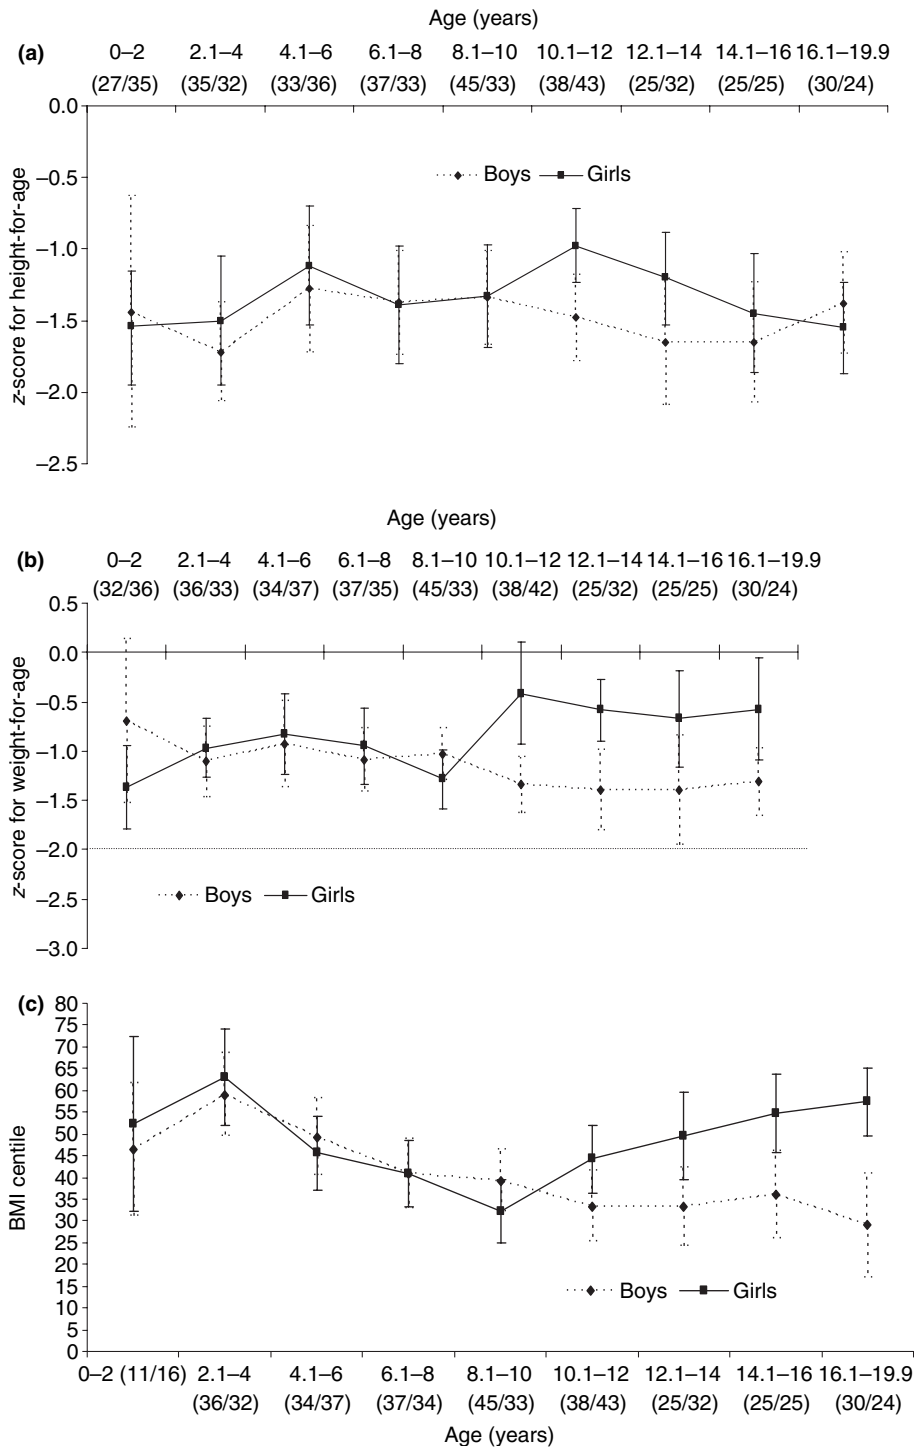 Age (years)
(a) 0–2 2.1–4 4.1–6 6.1–8 8.1–10 10.1–12 12.1–14 14.1–16 16.1–19.9
(27/35) (35/32) (33/36) (37/33) (45/33) (38/43) (25/32) (25/25) (30/24)
0.0
–0.5
–1.0
–1.5
–2.0
–2.5
z-score for height-for-age
Boys Girls
Age (years)
(b) 0–2 2.1–4 4.1–6 6.1–8 8.1–10 10.1–12 12.1–14 14.1–16 16.1–19.9
(32/36) (36/33) (34/37) (37/35) (45/33) (38/42) (25/32) (25/25) (30/24)
0.5
0.0
–0.5
–1.0
–1.5
–2.0
–2.5
–3.0
z-score for weight-for-age
Boys Girls
(c)
80
75
70
65
60
55
50
45
40
35
30
25
20
15
10
5
0
BMI centile
Boys Girls
0–2 (11/16) 2.1–4 4.1–6 6.1–8 8.1–10 10.1–12 12.1–14 14.1–16 16.1–19.9
(36/32) (34/37) (37/34) (45/33) (38/43) (25/32) (25/25) (30/24)
Age (years)